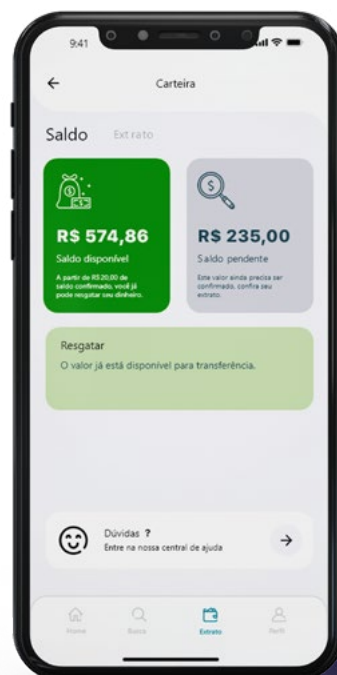 9:41
Carteira
Saldo Extrato
R$ 574,86
Saldo disponível
A partir de R$ 20,00 de
saldo confirmado, você já
pode resgatar seu dinheiro.
R$ 235,00
Saldo pendente
Este valor ainda precisa ser
confirmado, confira seu
extrato.
Resgatar
O valor já está disponível para transferência.
Dúvidas ?
Entre na nossa central de ajuda
Home Busca Extrato Perfil